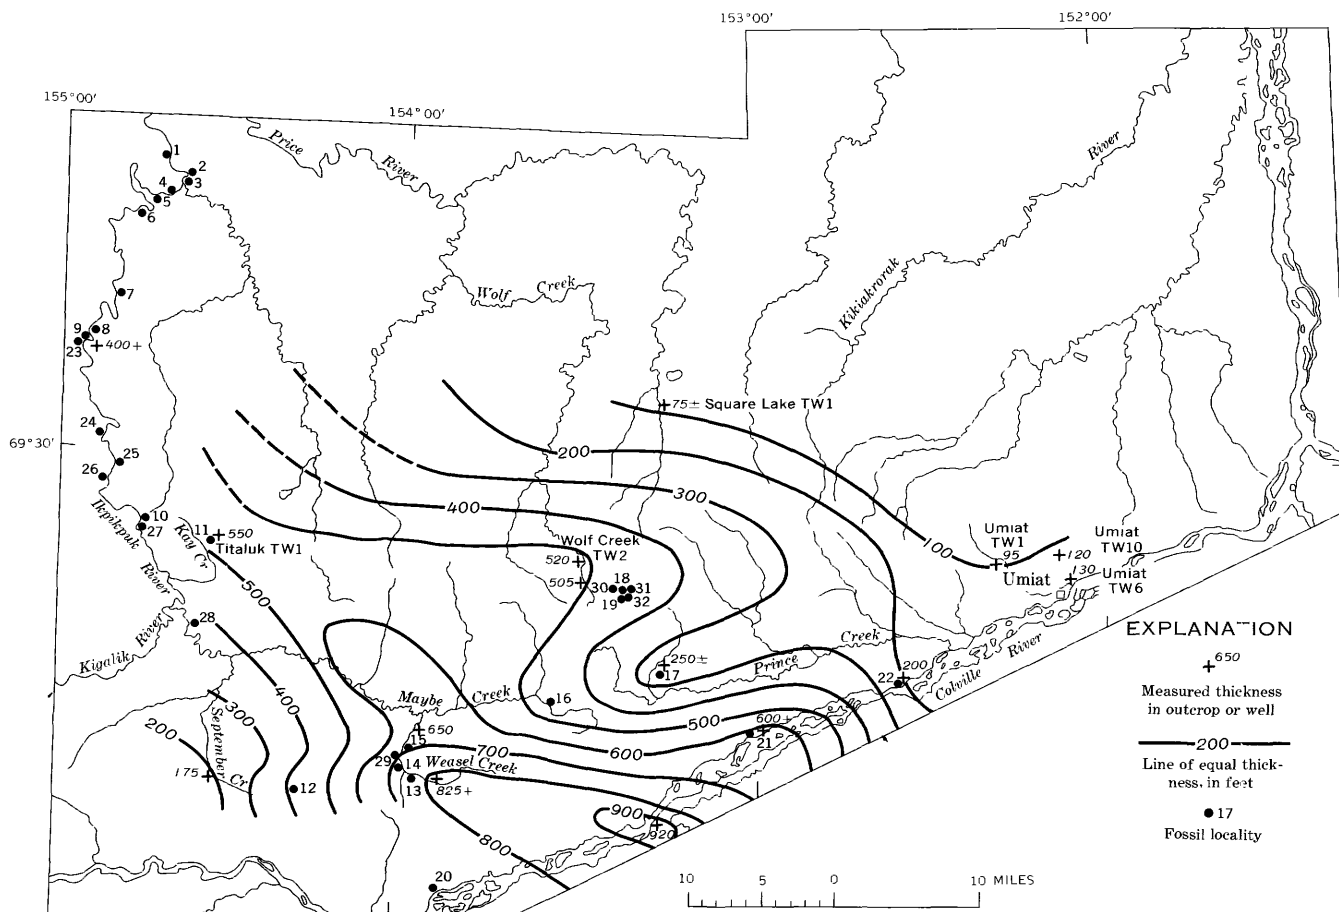 153°00′
152°00′
155°00′
154°00′
1
Price
River
River
2
3
4
5
6
Kikiakrorak
7
Wolf Creek
8
9
23
400+
75± Square Lake TW1
24
69°30′
25
26
200
300
400
Ikpikpuk
River
10
27
Kay Cr
11
550
Titaluk TW1
Wolf Creek
TW2
520
505
30
18
31
19
32
100
Umiat
TW1
95
Umiat
120
Umiat
TW10
130
Umiat
TW6
500
28
Kigalik River
250±
17
Prince
Creek
200
22
Colville
River
400
300
200
September Cr
175
12
Maybe
Creek
16
650
15
29
14
Weasel Creek
13
825+
700
600
500
600+
21
800
900
920
20
EXPLANATION
650
Measured thickness
in outcrop or well
200
Line of equal thick-
ness, in feet
17
Fossil locality
10 5 0 10 MILES